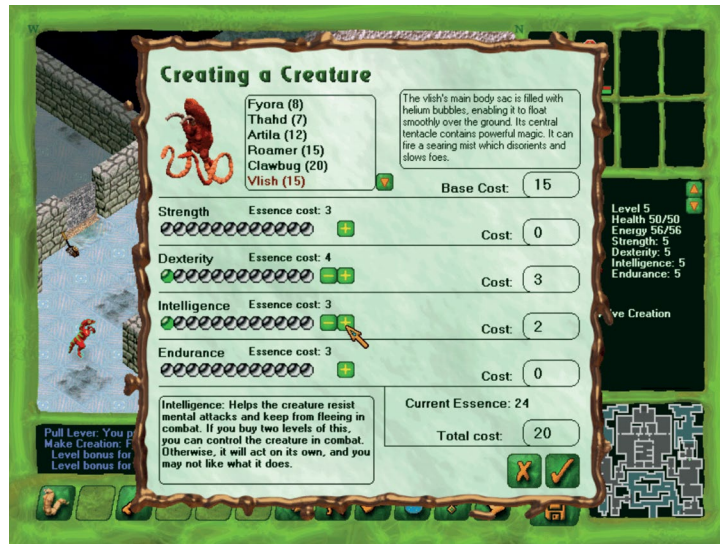 W
N
Creating a Creature
Fyora (8)
Thahd (7)
Artila (12)
Roamer (15)
Clawbug (20)
Vlish (15)
The vlish's main body sac is filled with
helium bubbles, enabling it to float
smoothly over the ground. Its central
tentacle contains powerful magic. It can
fire a searing mist which disorients and
slows foes.
Base Cost: 15
Strength Essence cost: 3
Cost: 0
Dexterity Essence cost: 4
Cost: 3
Intelligence Essence cost: 3
Cost: 2
Endurance Essence cost: 3
Cost: 0
Intelligence: Helps the creature resist
mental attacks and keep from fleeing in
combat. If you buy two levels of this,
you can control the creature in combat.
Otherwise, it will act on its own, and you
may not like what it does.
Current Essence: 24
Total cost: 20
Level 5
Health 50/50
Energy 56/56
Strength: 5
Dexterity: 5
Intelligence: 5
Endurance: 5
Creation
Pull Lever: You
Make Creation:
Level bonus for
Level bonus for